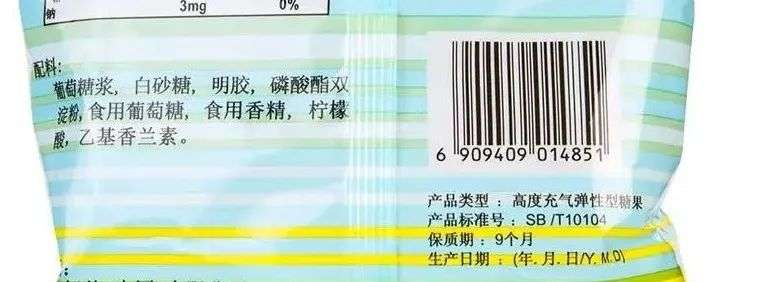 钠 3mg 0%
配料:
葡萄糖浆, 白砂糖, 明胶, 磷酸酯双
淀粉, 食用葡萄糖, 食用香精, 柠檬
酸, 乙基香兰素。
6 909409 014851
产品类型: 高度充气弹性型糖果
产品标准号: SB/T10104
保质期: 9个月
生产日期: (年. 月. 日/Y. M. D)